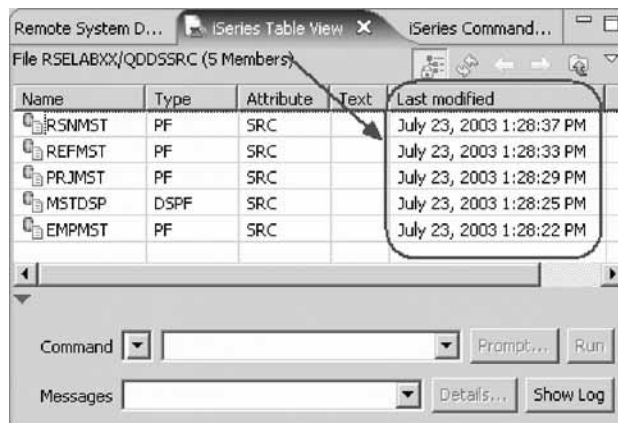 Remote System D... iSeries Table View iSeries Command...
File RSELABXX/QDDSSRC (5 Members)
Name Type Attribute Text Last modified
RSNMST PF SRC July 23, 2003 1:28:37 PM
REFMST PF SRC July 23, 2003 1:28:33 PM
PRJMST PF SRC July 23, 2003 1:28:29 PM
MSTDSP DSPF SRC July 23, 2003 1:28:25 PM
EMPMST PF SRC July 23, 2003 1:28:22 PM
Command Prompt... Run
Messages Details... Show Log